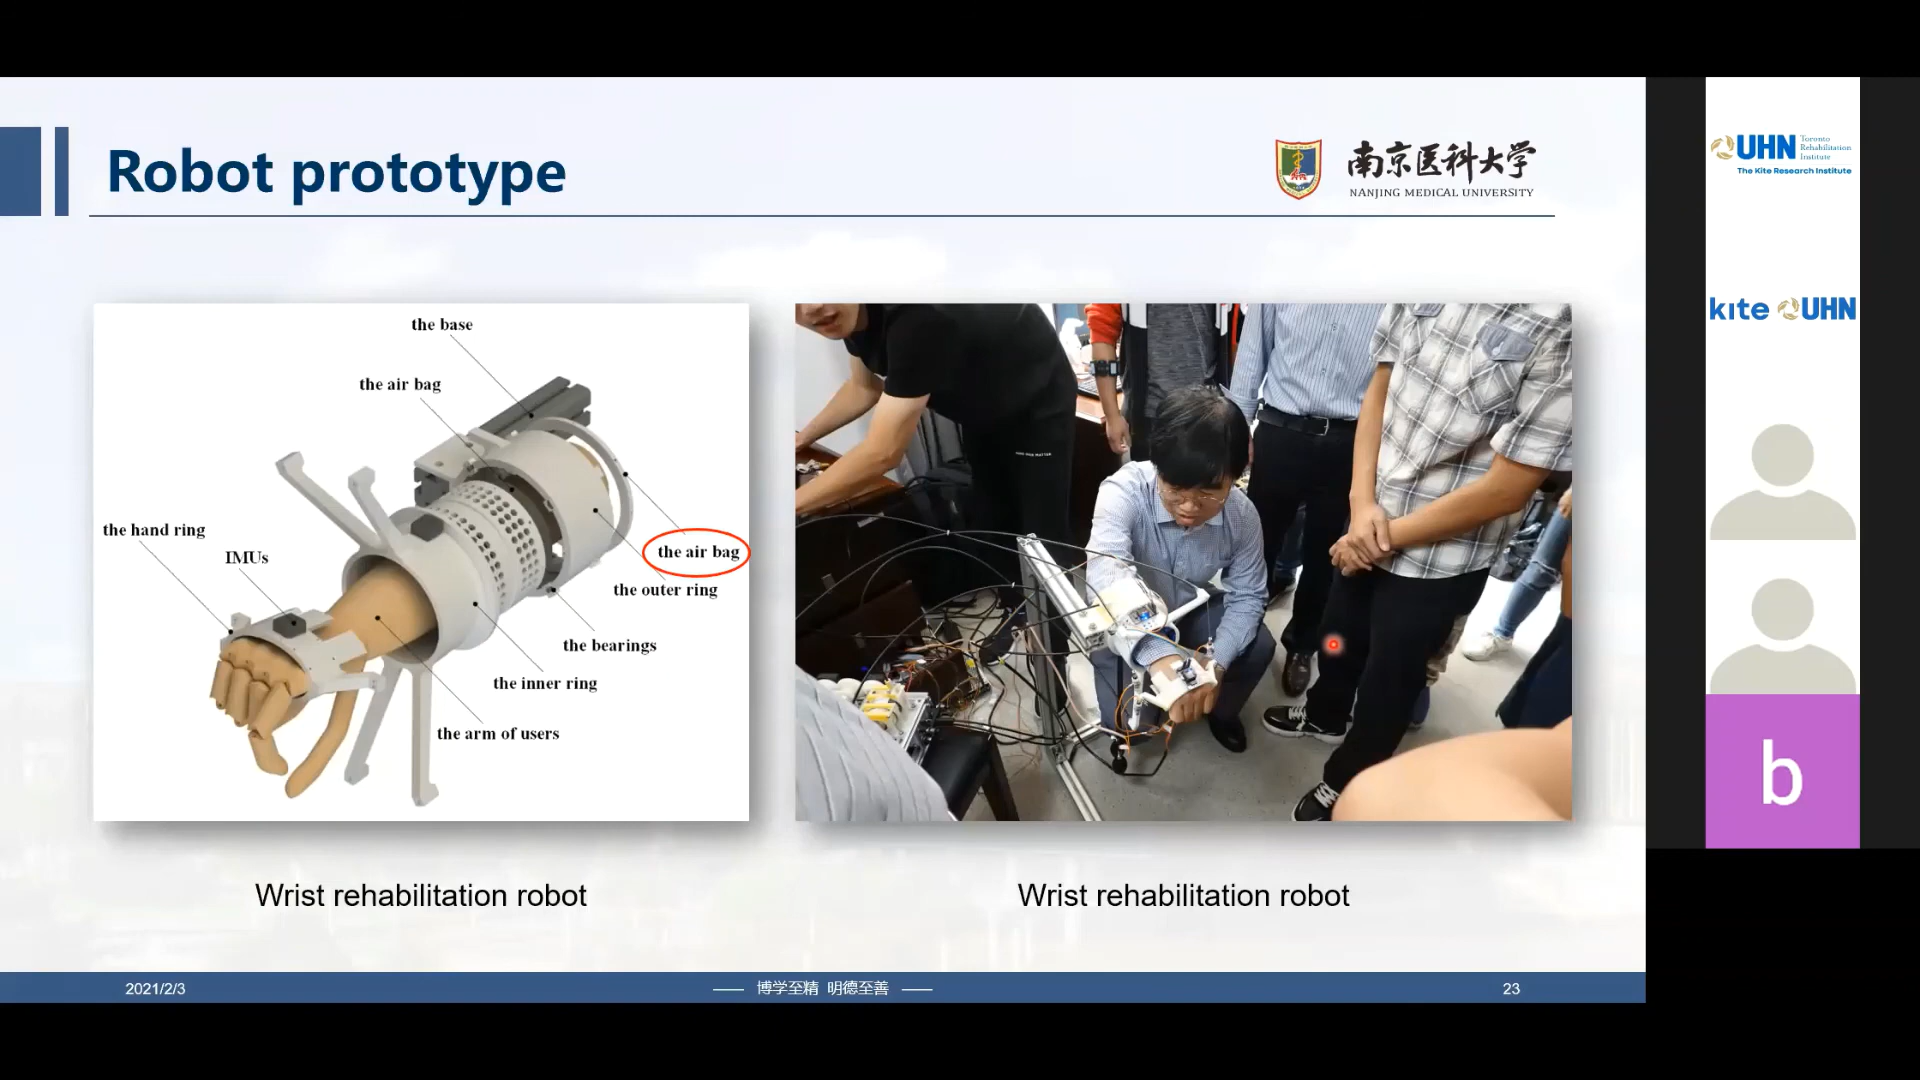 Robot prototype
南京医科大学
NANJING MEDICAL UNIVERSITY
the base
the air bag
the hand ring
IMUs
the air bag
the outer ring
the bearings
the inner ring
the arm of users
Wrist rehabilitation robot
Wrist rehabilitation robot
2021/2/3
博学至精 明德至善
23
UHN
Toronto
Rehabilitation
Institute
The Kite Research Institute
kite UHN
b